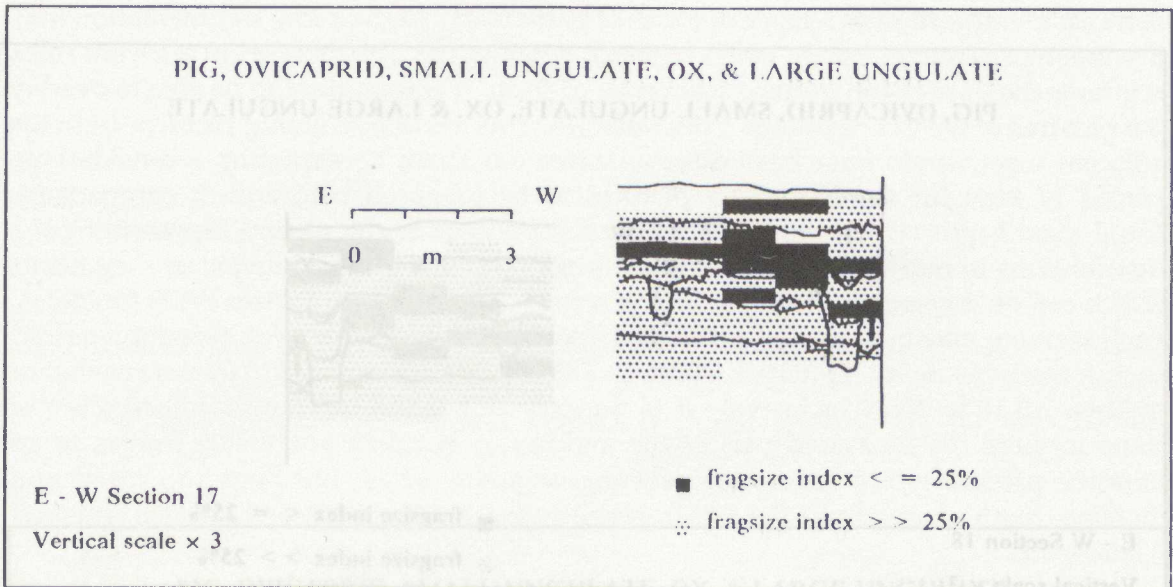 PIG, OVICAPRID, SMALL UNGULATE, OX, & LARGE UNGULATE
E W
0 m 3
fragsize index < = 25%
fragsize index > > 25%
E - W Section 17
Vertical scale × 3